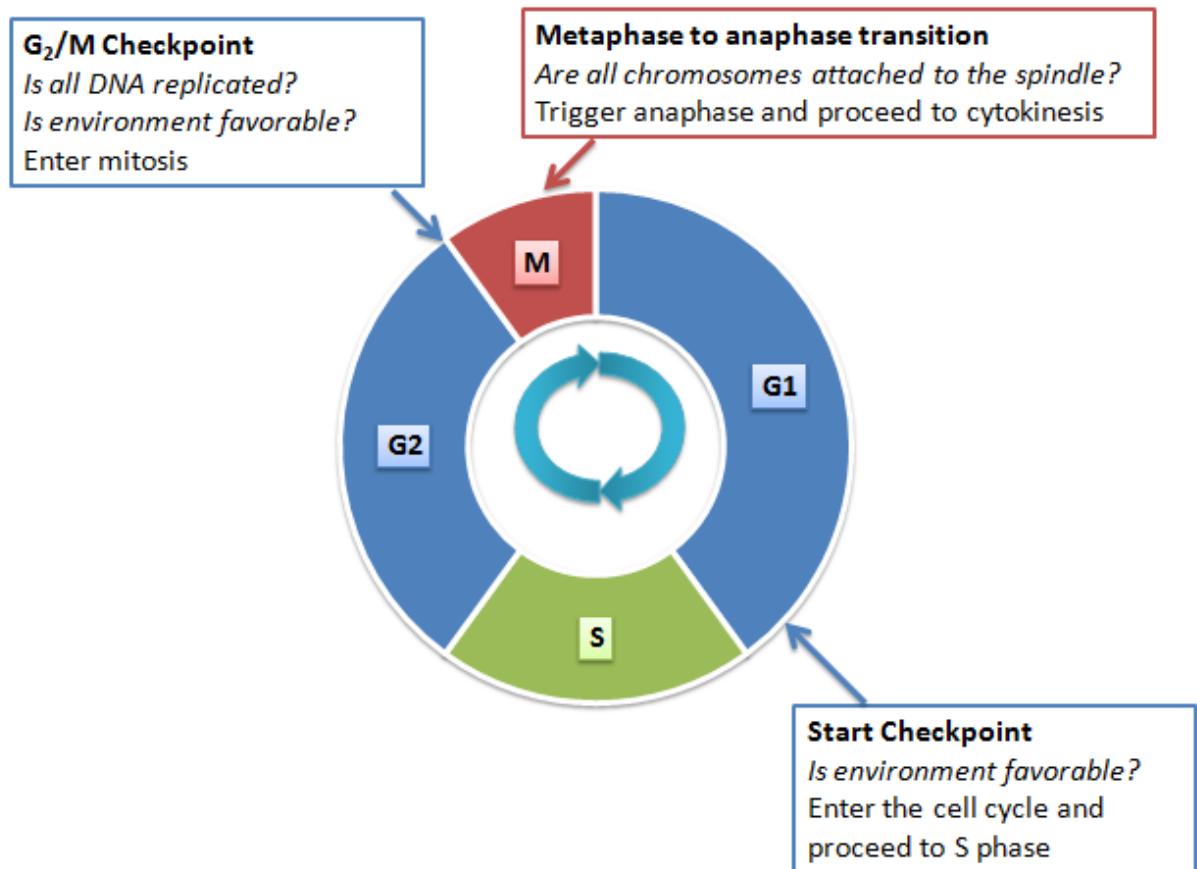 G₂/M Checkpoint
Is all DNA replicated?
Is environment favorable?
Enter mitosis
Metaphase to anaphase transition
Are all chromosomes attached to the spindle?
Trigger anaphase and proceed to cytokinesis
M
G1
G2
S
Start Checkpoint
Is environment favorable?
Enter the cell cycle and
proceed to S phase